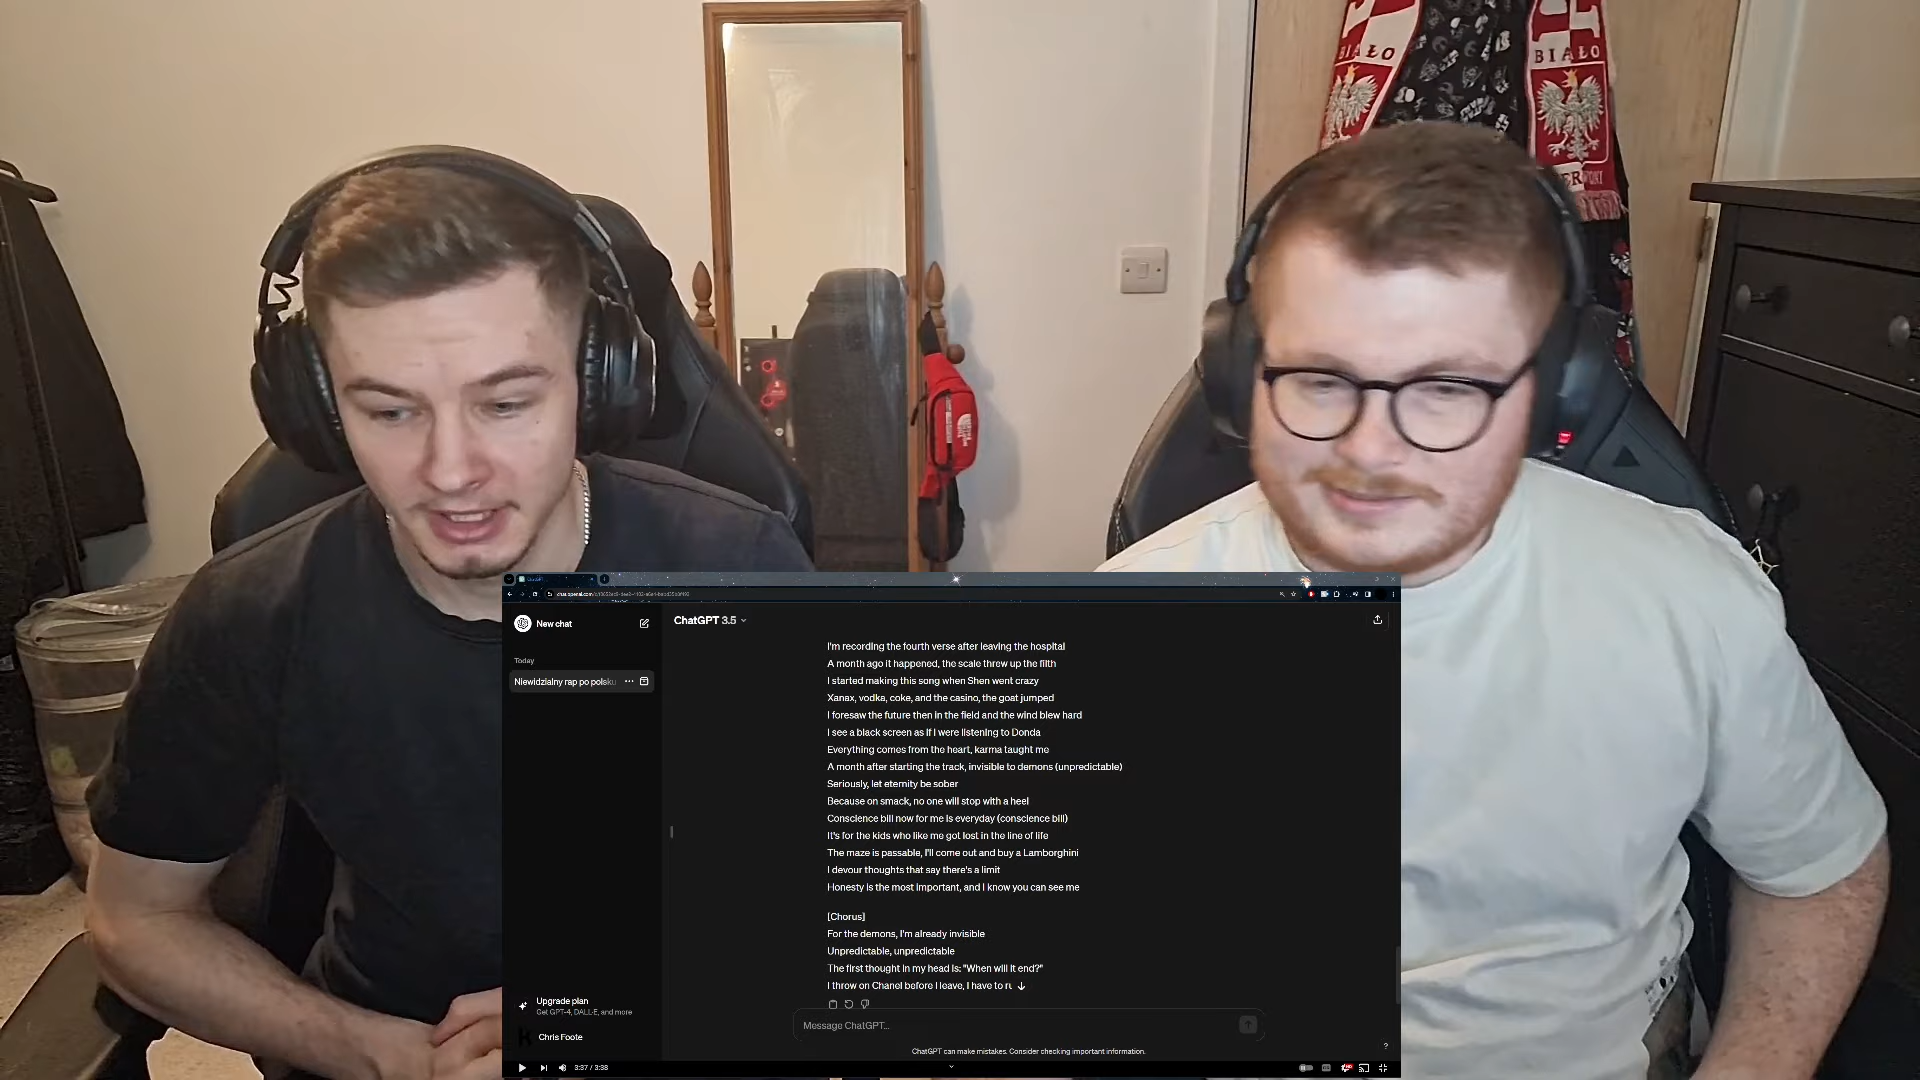 BIAŁO
BIAŁO
ChatGPT
New chat
ChatGPT 3.5
Today
Niewidzialny rap po polsku
I'm recording the fourth verse after leaving the hospital
A month ago it happened, the scale threw up the filth
I started making this song when Shen went crazy
Xanax, vodka, coke, and the casino, the goat jumped
I foresaw the future then in the field and the wind blew hard
I see a black screen as if I were listening to Donda
Everything comes from the heart, karma taught me
A month after starting the track, invisible to demons (unpredictable)
Seriously, let eternity be sober
Because on smack, no one will stop with a heel
Conscience bill now for me is everyday (conscience bill)
It's for the kids who like me got lost in the line of life
The maze is passable, I'll come out and buy a Lamborghini
I devour thoughts that say there's a limit
Honesty is the most important, and I know you can see me
[Chorus]
For the demons, I'm already invisible
Unpredictable, unpredictable
The first thought in my head is: "When will it end?"
I throw on Chanel before I leave, I have to
Upgrade plan
Get GPT-4, DALL·E, and more
Chris Foote
Message ChatGPT...
ChatGPT can make mistakes. Consider checking important information.
?
3:37 / 3:38